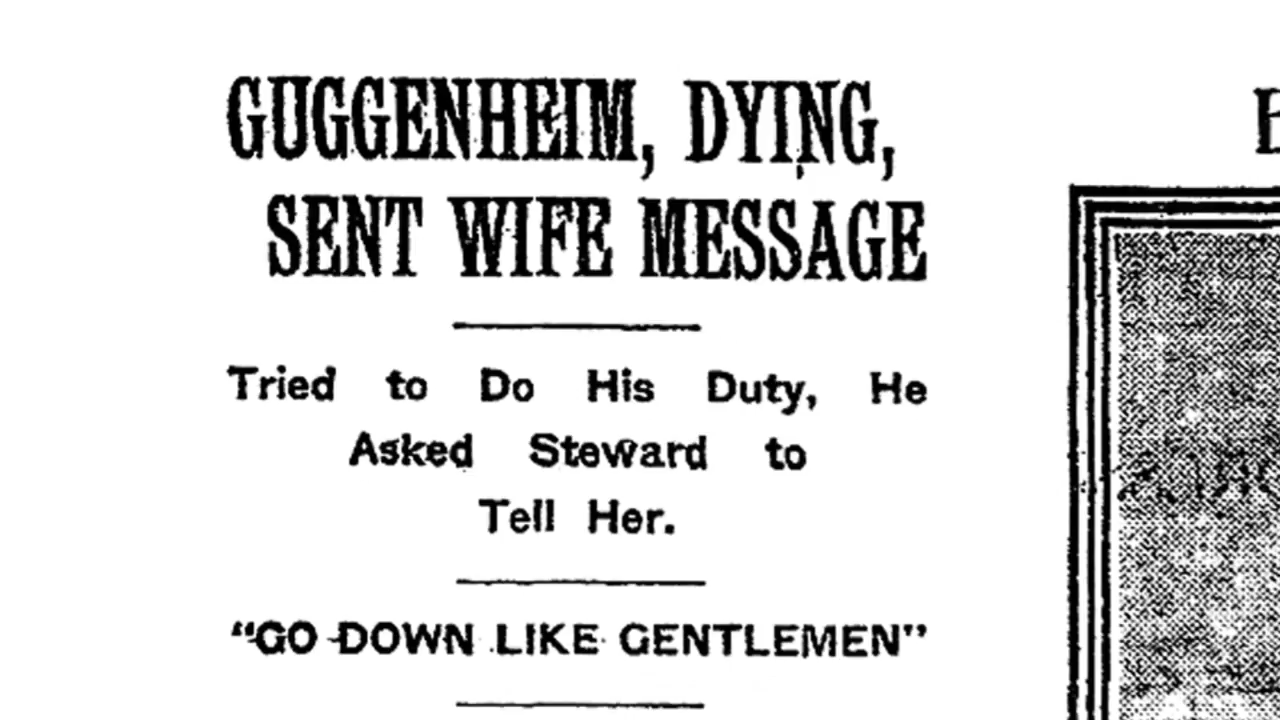 GUGGENHEIM, DYING,
SENT WIFE MESSAGE
Tried to Do His Duty, He
Asked Steward to
Tell Her.
"GO DOWN LIKE GENTLEMEN"